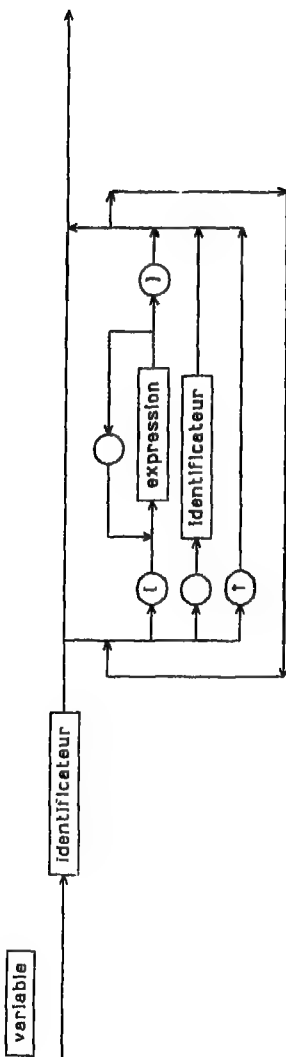 variable
identificateur
[
expression
]
identificateur
↑